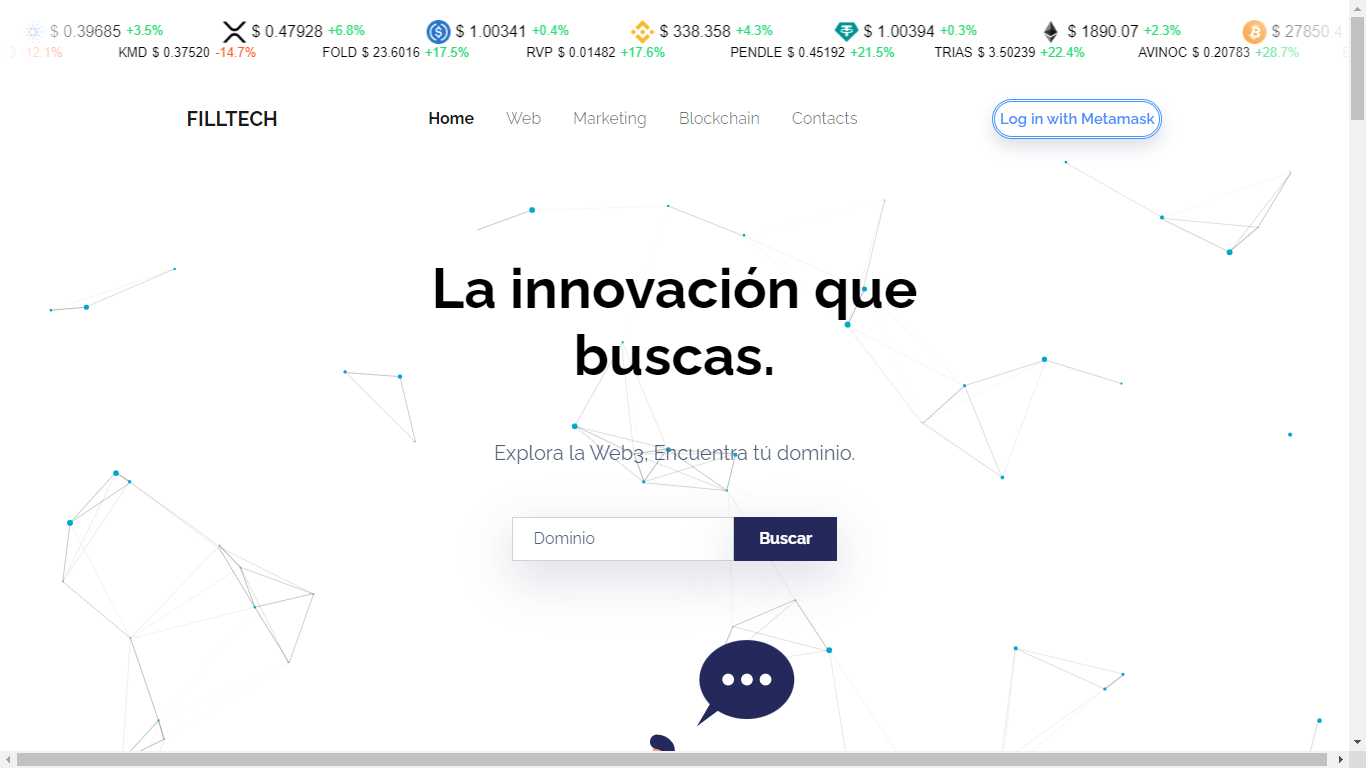 $ 0.39685 +3.5% $ 0.47928 +6.8% $ 1.00341 +0.4% $ 338.358 +4.3% $ 1.00394 +0.3% $ 1890.07 +2.3% $ 27850.4
-12.1% KMD $ 0.37520 -14.7% FOLD $ 23.6016 +17.5% RVP $ 0.01482 +17.6% PENDLE $ 0.45192 +21.5% TRIAS $ 3.50239 +22.4% AVINOC $ 0.20783 +28.7%
FILLTECH Home Web Marketing Blockchain Contacts Log in with Metamask
La innovación que
buscas.
Explora la Web3, Encuentra tú dominio.
Dominio Buscar